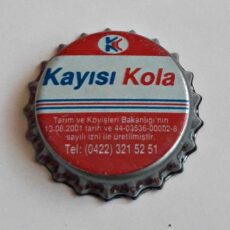 K
Kayısı Kola
Tarım ve Köyişleri Bakanlığı'nın
13.08.2001 tarih ve 44-03536-00002-8
sayılı izni ile üretilmiştir.
Tel: (0422) 321 52 51